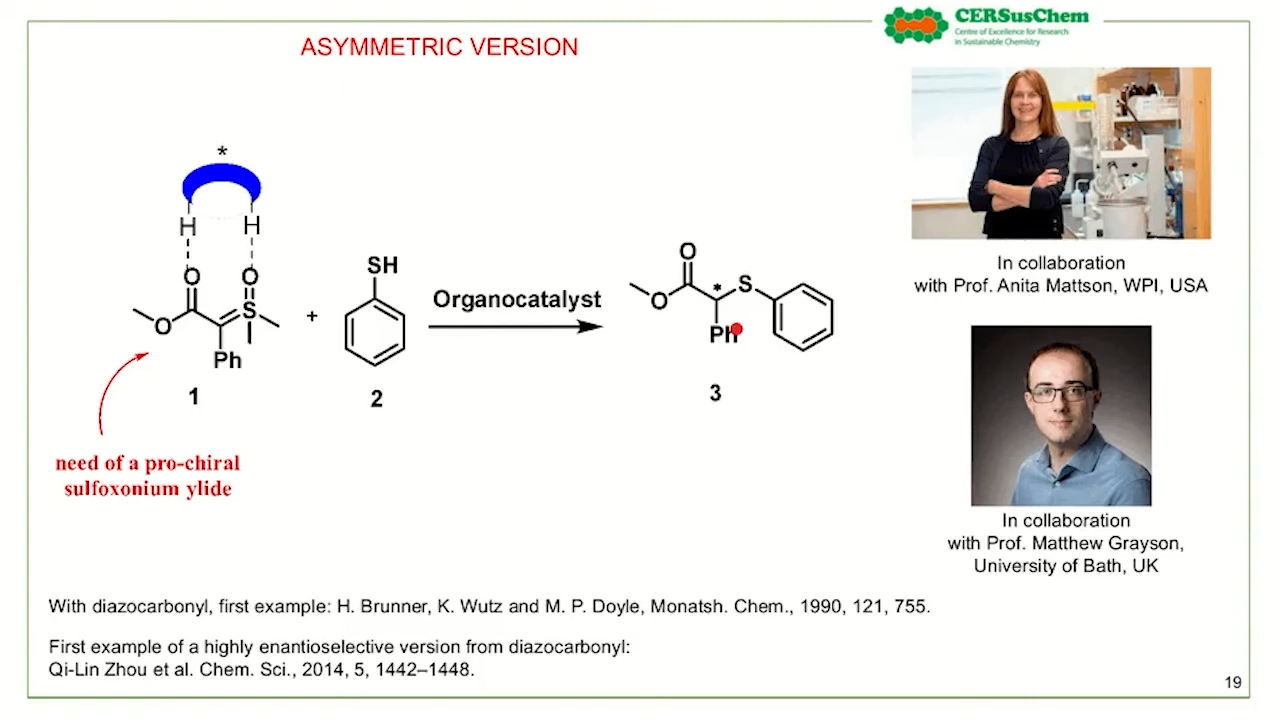 ASYMMETRIC VERSION
CERSusChem
Centre of Excellence for Research
in Sustainable Chemistry
*
H H
O O
O S
Ph
1
+
SH
2
Organocatalyst
O
* S
O
Ph
3
need of a pro-chiral
sulfoxonium ylide
In collaboration
with Prof. Anita Mattson, WPI, USA
In collaboration
with Prof. Matthew Grayson,
University of Bath, UK
With diazocarbonyl, first example: H. Brunner, K. Wutz and M. P. Doyle, Monatsh. Chem., 1990, 121, 755.
First example of a highly enantioselective version from diazocarbonyl:
Qi-Lin Zhou et al. Chem. Sci., 2014, 5, 1442–1448.
19